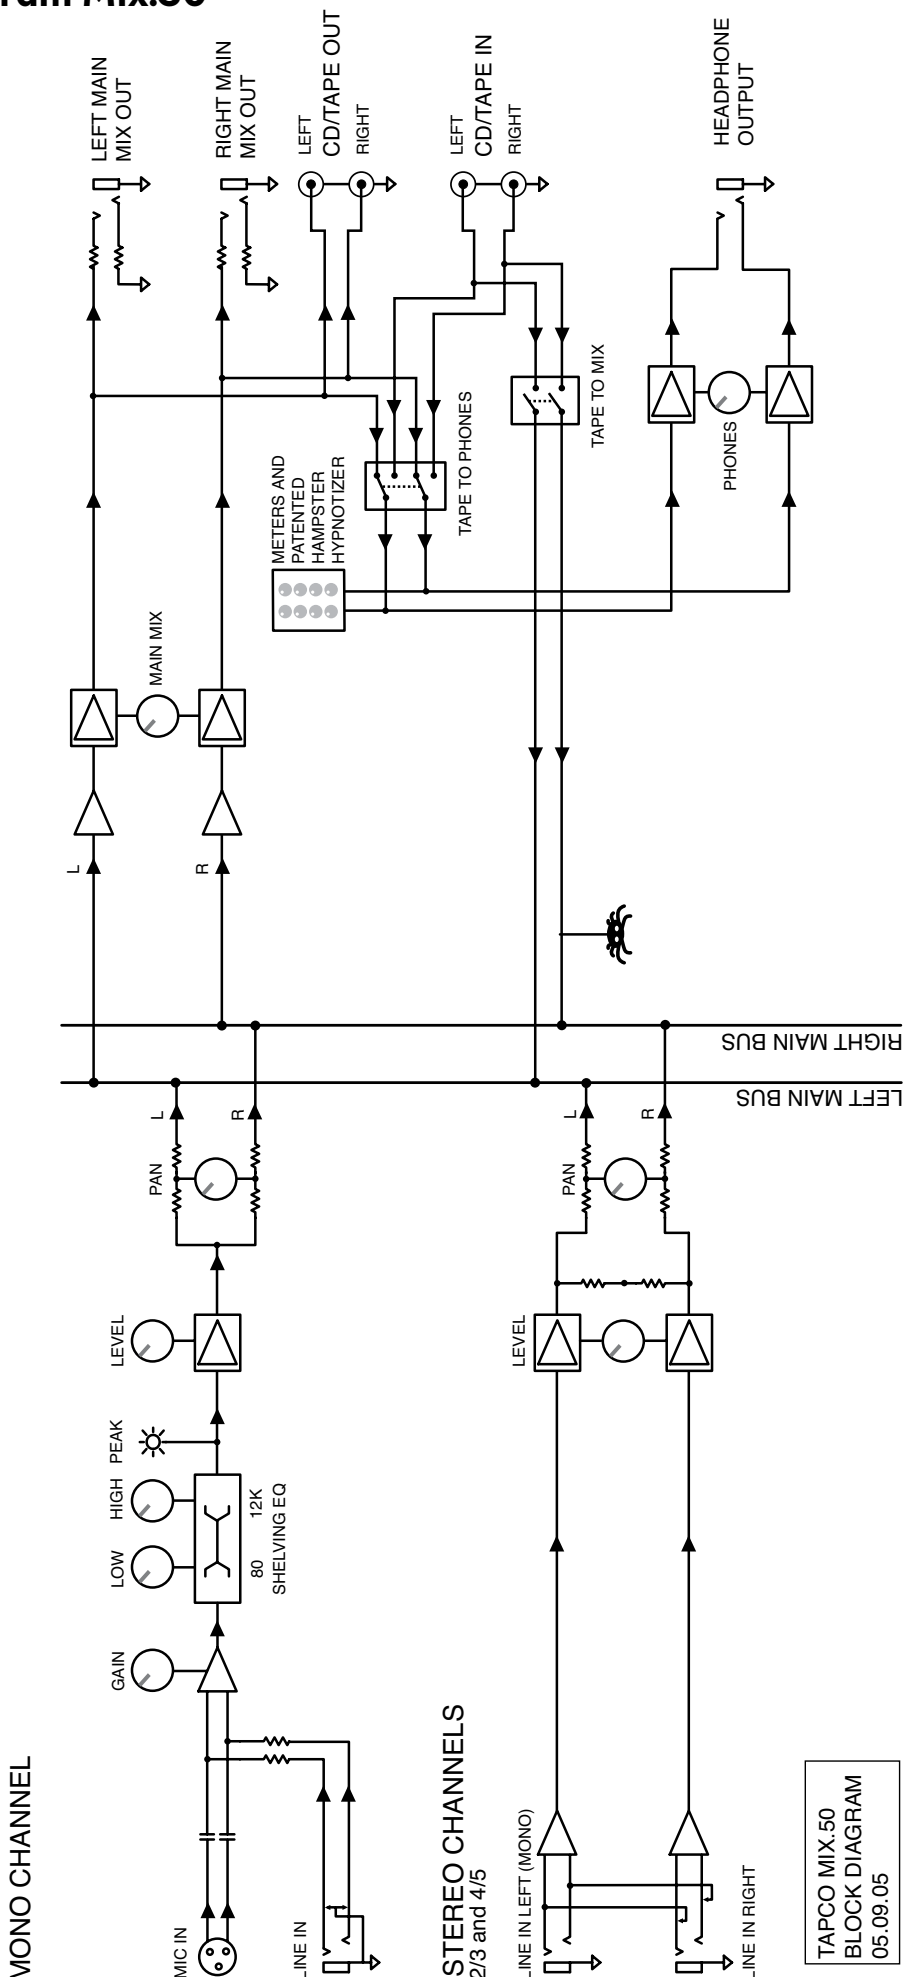 ram Mix.50
LEFT MAIN
MIX OUT
RIGHT MAIN
MIX OUT
LEFT
CD/TAPE OUT
RIGHT
LEFT
CD/TAPE IN
RIGHT
HEADPHONE
OUTPUT
METERS AND
PATENTED
HAMPSTER
HYPNOTIZER
TAPE TO PHONES
TAPE TO MIX
PHONES
MAIN MIX
L
R
RIGHT MAIN BUS
LEFT MAIN BUS
PAN
L
R
PAN
L
R
LEVEL
LEVEL
PEAK
HIGH
LOW
12K
80
SHELVING EQ
GAIN
MONO CHANNEL
MIC IN
LINE IN
STEREO CHANNELS
2/3 and 4/5
LINE IN LEFT (MONO)
LINE IN RIGHT
TAPCO MIX.50
BLOCK DIAGRAM
05.09.05